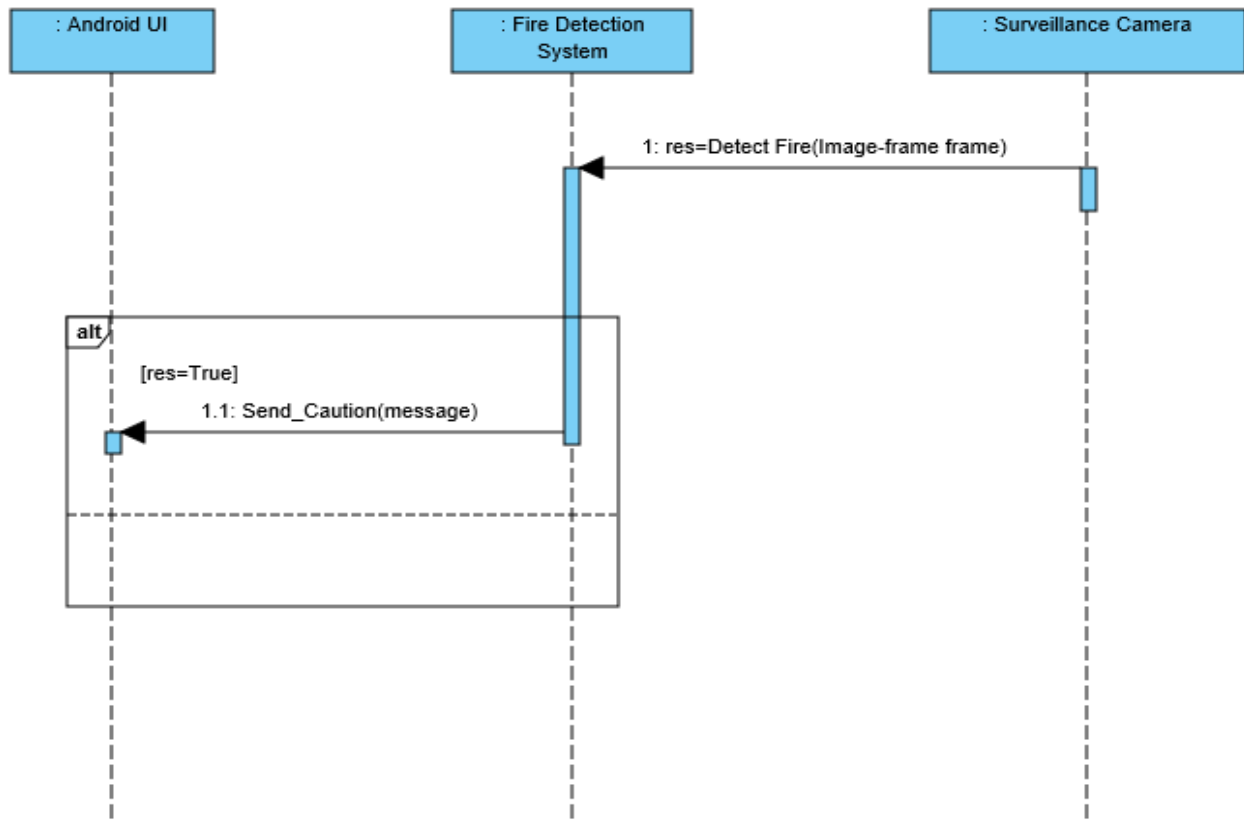 : Android UI
: Fire Detection
System
: Surveillance Camera
1: res=Detect Fire(Image-frame frame)
alt
[res=True]
1.1: Send_Caution(message)